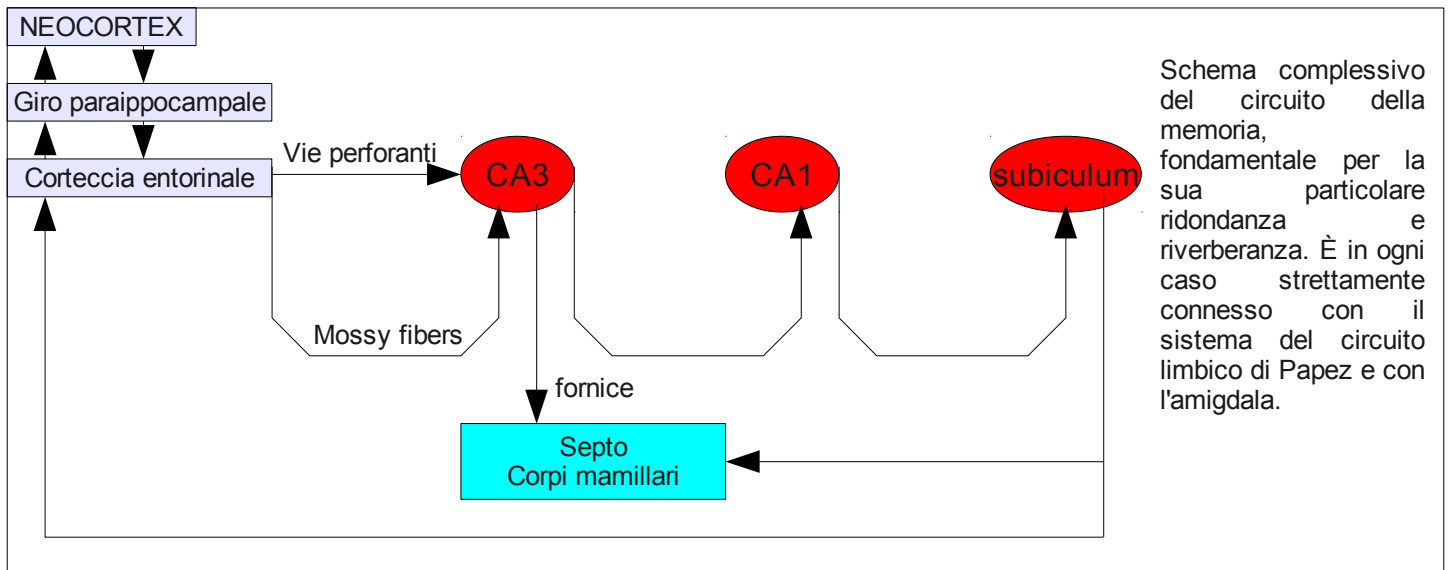 NEOCORTEX
Giro paraippocampale
Corteccia entorinale
Vie perforanti
CA3
CA1
subiculum
Mossy fibers
fornice
Septo
Corpi mamillari
Schema complessivo
del circuito della
memoria,
fondamentale per la
sua particolare
ridondanza e
riverberanza. È in ogni
caso strettamente
connesso con il
sistema del circuito
limbico di Papez e con
l'amigdala.